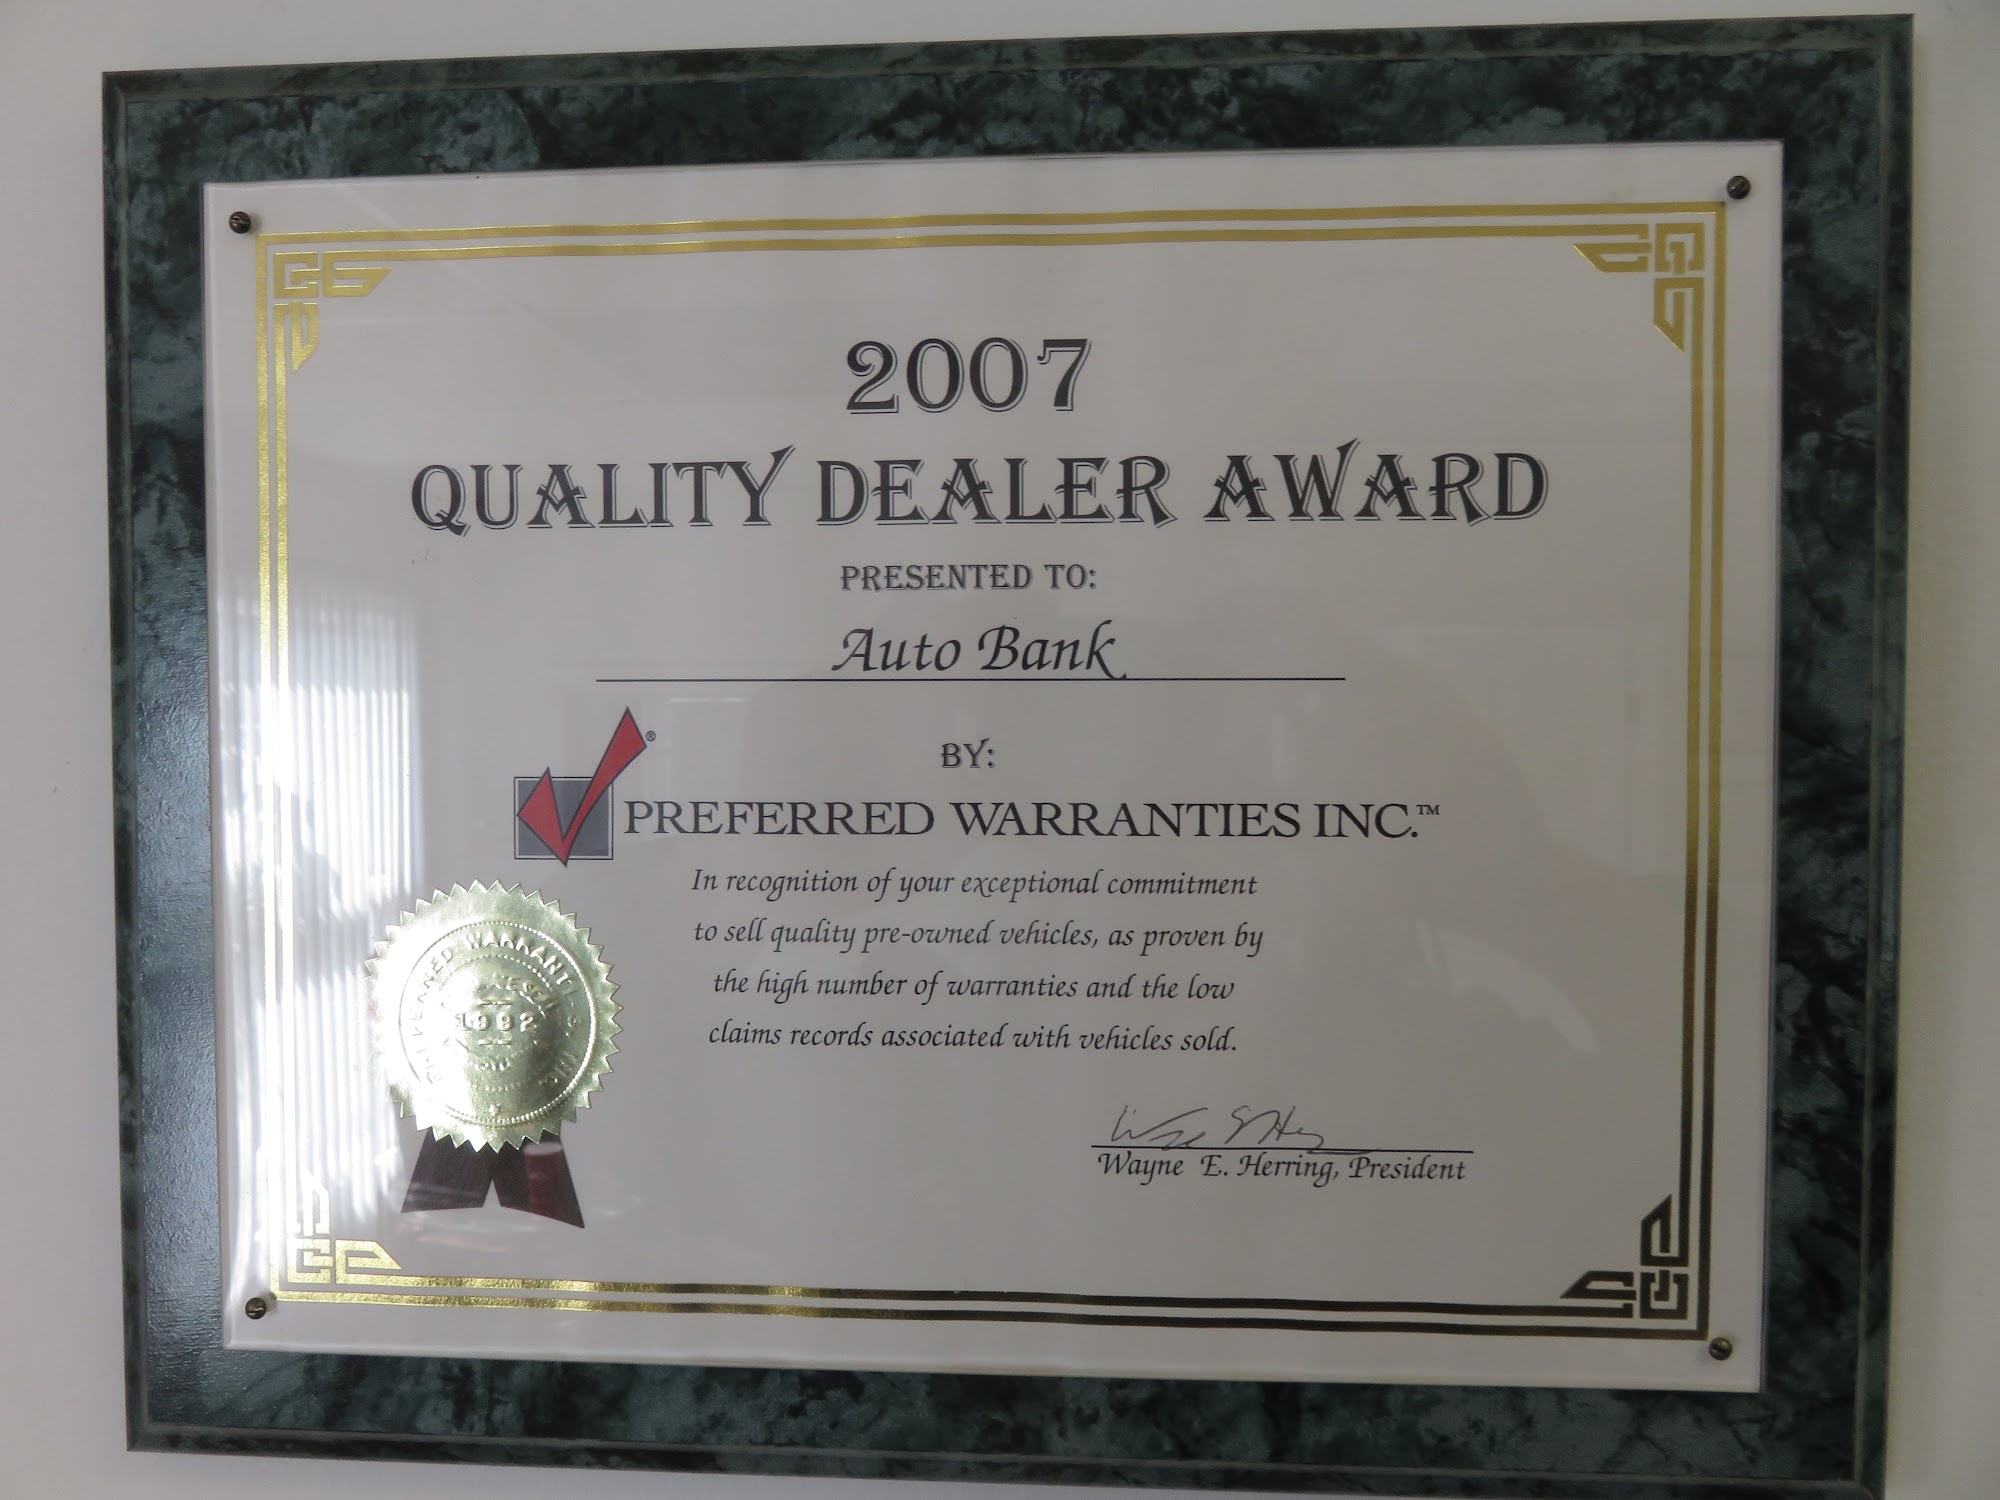 2007
QUALITY DEALER AWARD
PRESENTED TO:
Auto Bank
BY:
®
PREFERRED WARRANTIES INC.™
In recognition of your exceptional commitment
to sell quality pre-owned vehicles, as proven by
the high number of warranties and the low
claims records associated with vehicles sold.
1992
Wayne E. Herring, President